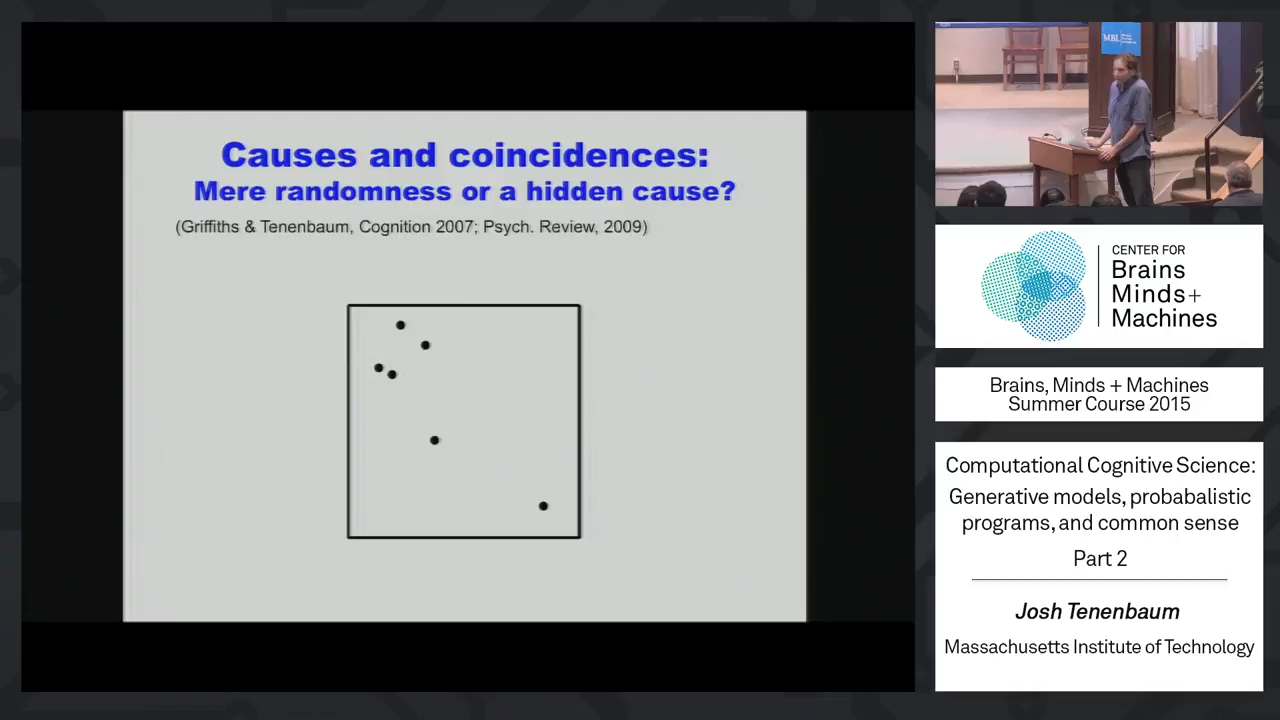 Causes and coincidences:
Mere randomness or a hidden cause?
(Griffiths & Tenenbaum, Cognition 2007; Psych. Review, 2009)
MBL
CENTER FOR
Brains
Minds+
Machines
Brains, Minds + Machines
Summer Course 2015
Computational Cognitive Science:
Generative models, probabalistic
programs, and common sense
Part 2
Josh Tenenbaum
Massachusetts Institute of Technology